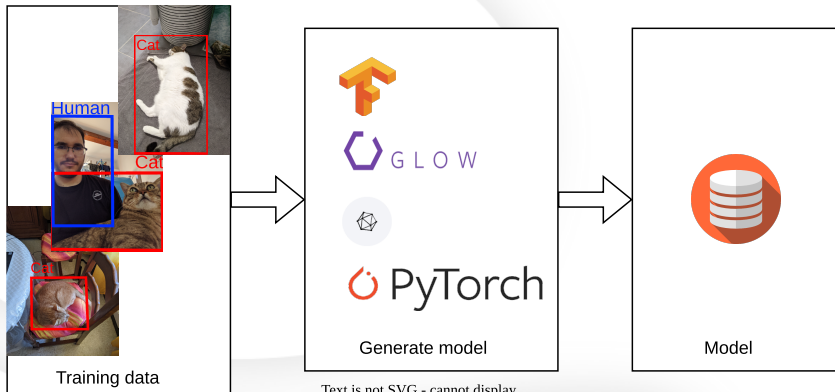 Cat
Human
Cat
Cat
Training data
GLOW
PyTorch
Generate model
Model
Text is not SVG - cannot display